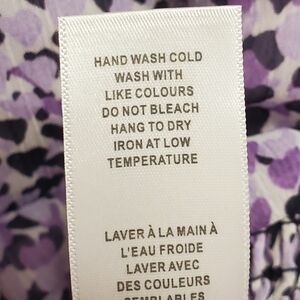 HAND WASH COLD
WASH WITH
LIKE COLOURS
DO NOT BLEACH
HANG TO DRY
IRON AT LOW
TEMPERATURE
LAVER À LA MAIN À
L'EAU FROIDE
LAVER AVEC
DES COULEURS
SEMBLABLES